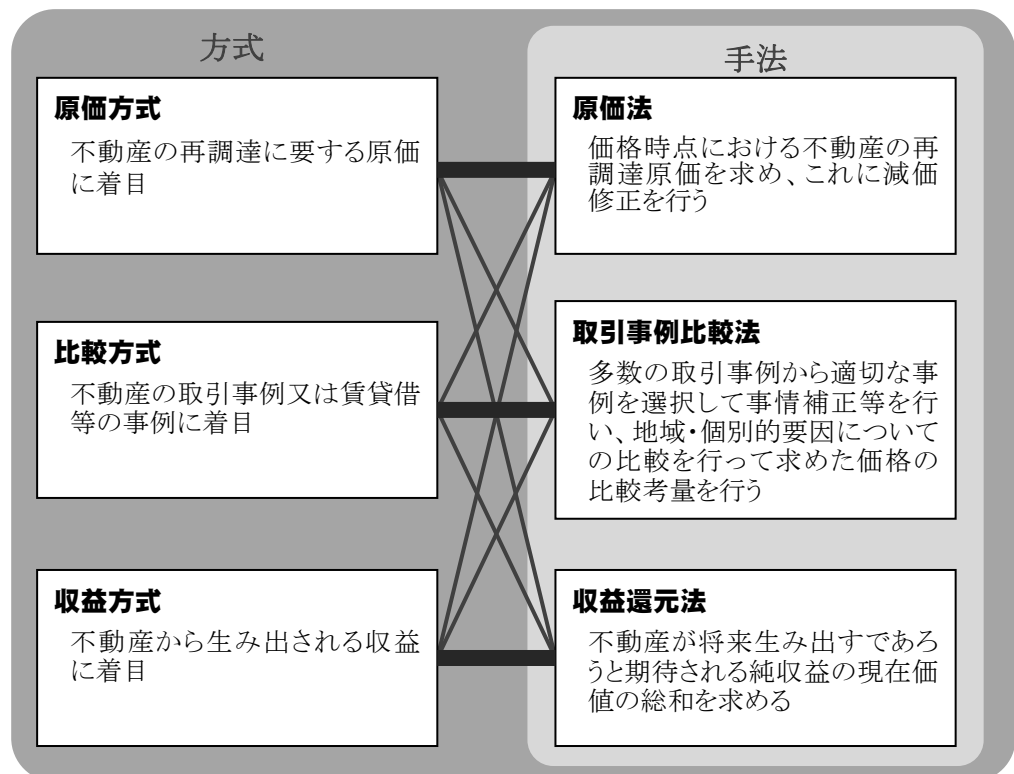 方式
手法
原価方式
不動産の再調達に要する原価
に着目
原価法
価格時点における不動産の再
調達原価を求め、これに減価
修正を行う
比較方式
不動産の取引事例又は賃貸借
等の事例に着目
取引事例比較法
多数の取引事例から適切な事
例を選択して事情補正等を行
い、地域・個別的要因について
の比較を行って求めた価格の
比較考量を行う
収益方式
不動産から生み出される収益
に着目
収益還元法
不動産が将来生み出すであろ
うと期待される純収益の現在価
値の総和を求める